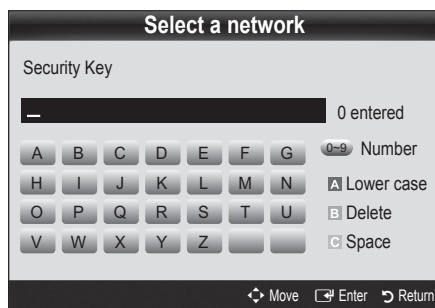 Select a network
Security Key
0 entered
A B C D E F G 0~9 Number
H I J K L M N A Lower case
O P Q R S T U B Delete
V W X Y Z C Space
Move Enter Return